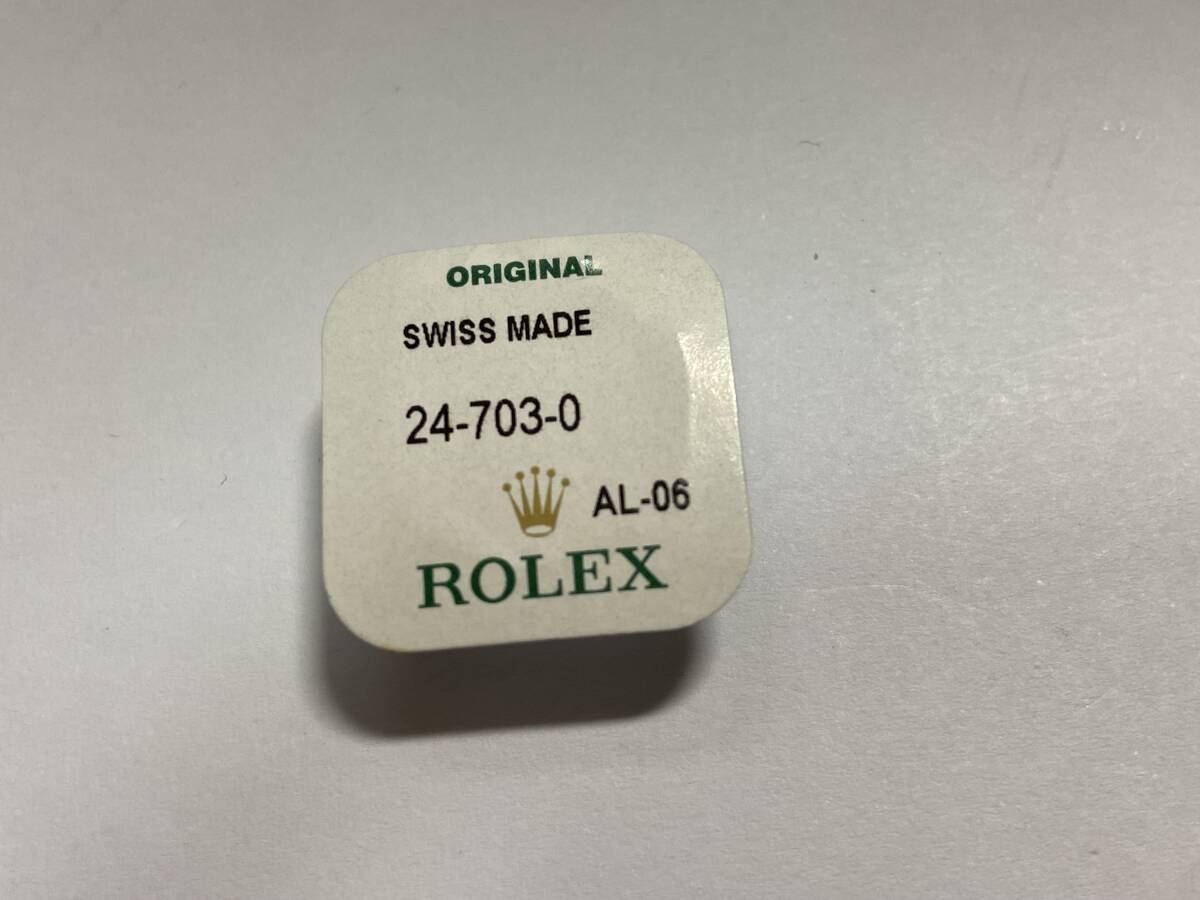 ORIGINAL
SWISS MADE
24-703-0
AL-06
ROLEX